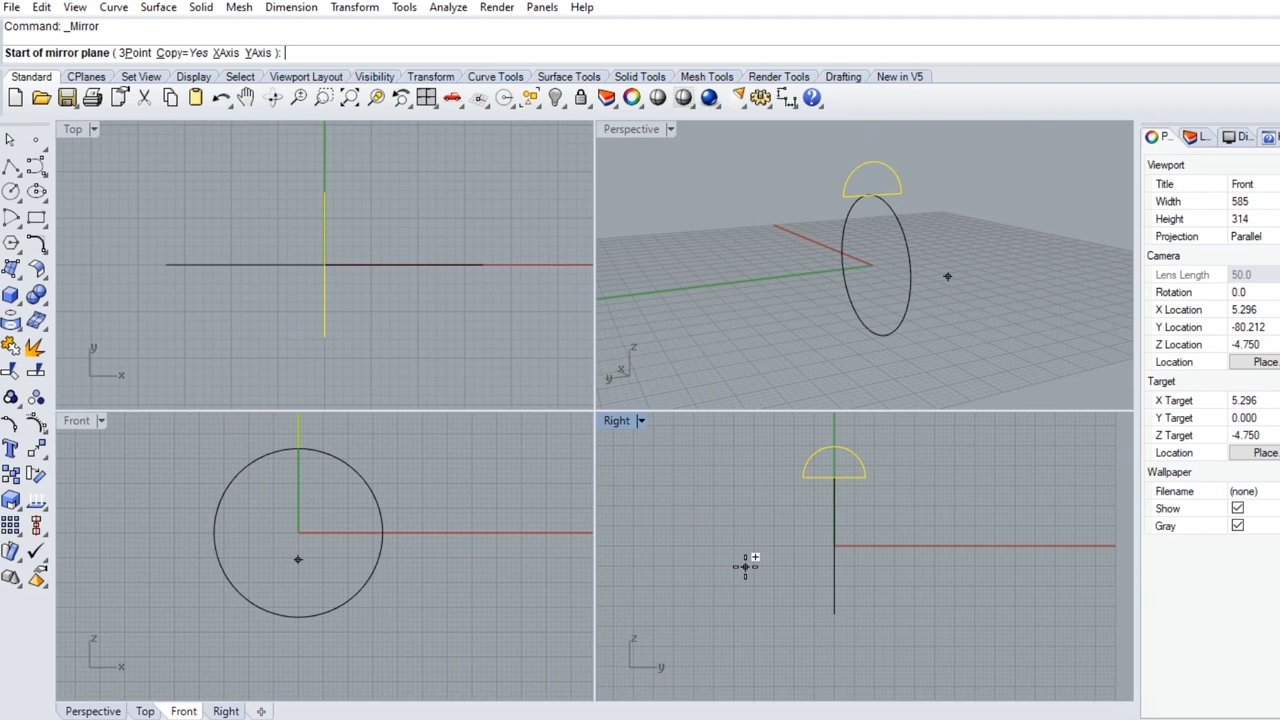 File Edit View Curve Surface Solid Mesh Dimension Transform Tools Analyze Render Panels Help
Command: _Mirror
Start of mirror plane ( 3Point Copy=Yes XAxis YAxis ):
Standard CPlanes Set View Display Select Viewport Layout Visibility Transform Curve Tools Surface Tools Solid Tools Mesh Tools Render Tools Drafting New in V5
Top
Perspective
P... L... Di...
Viewport
Title Front
Width 585
Height 314
Projection Parallel
Camera
Lens Length 50.0
Rotation 0.0
X Location 5.296
Y Location -80.212
Z Location -4.750
Location Place.
Target
X Target 5.296
Y Target 0.000
Z Target -4.750
Location Place.
Wallpaper
Filename (none)
Show
Gray
y
x
z
x
y
Front
Right
z
x
z
y
Perspective Top Front Right